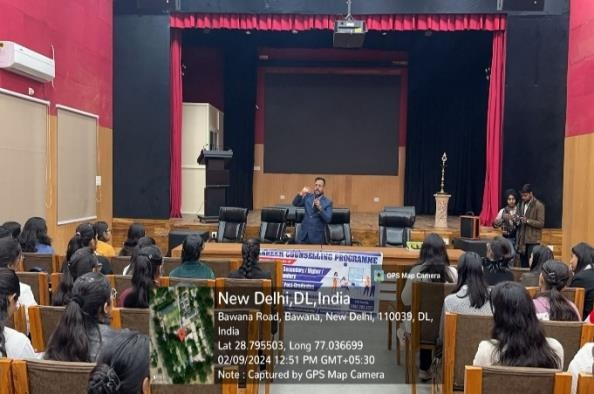 CAREER COUNSELLING PROGRAMME
Secondary / Higher /
GPS Map Camera
New Delhi,DL,India
Bawana Road, Bawana, New Delhi, 110039, DL,
India
Lat 28.795503, Long 77.036699
02/09/2024 12:51 PM GMT+05:30
Note : Captured by GPS Map Camera